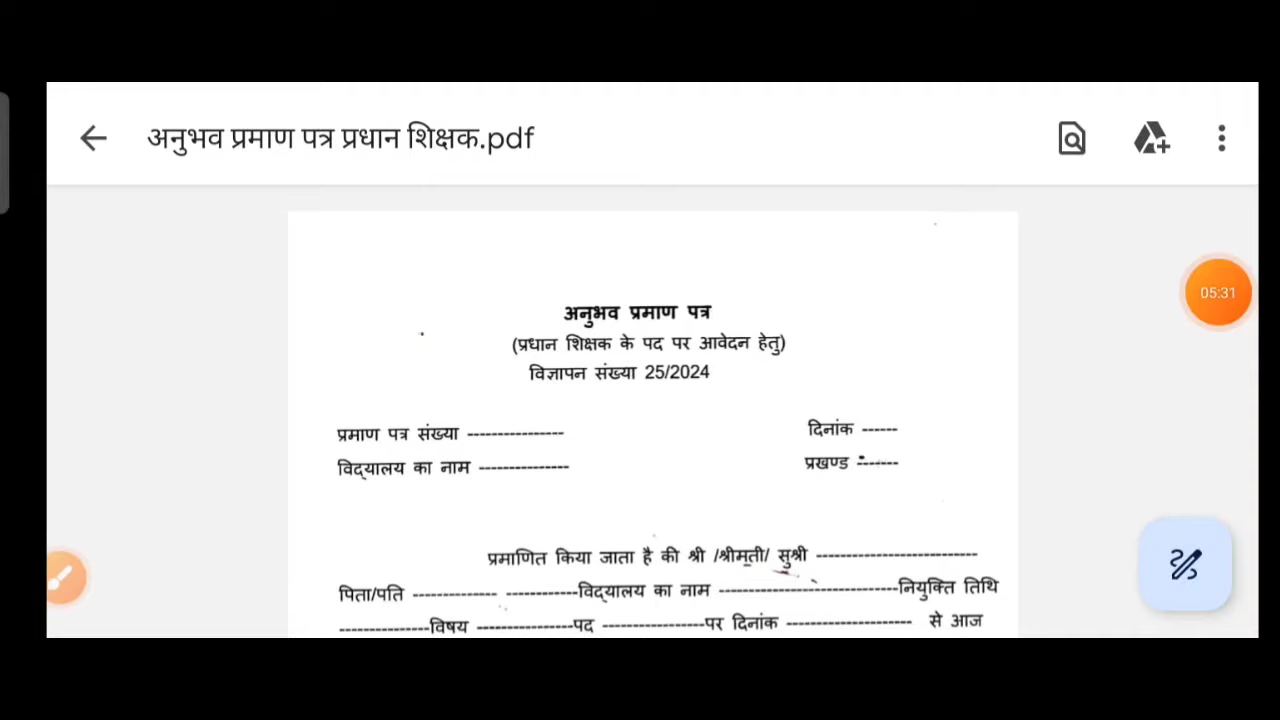 अनुभव प्रमाण पत्र प्रधान शिक्षक.pdf
05:31
अनुभव प्रमाण पत्र
(प्रधान शिक्षक के पद पर आवेदन हेतु)
विज्ञापन संख्या 25/2024
प्रमाण पत्र संख्या ---------------- दिनांक ------
विद्यालय का नाम --------------- प्रखण्ड -------
प्रमाणित किया जाता है की श्री /श्रीमती/ सुश्री ---------------------------
पिता/पति -------------- ------------विद्यालय का नाम ------------------------------नियुक्ति तिथि
---------------विषय ----------------पद -----------------पर दिनांक --------------------- से आज